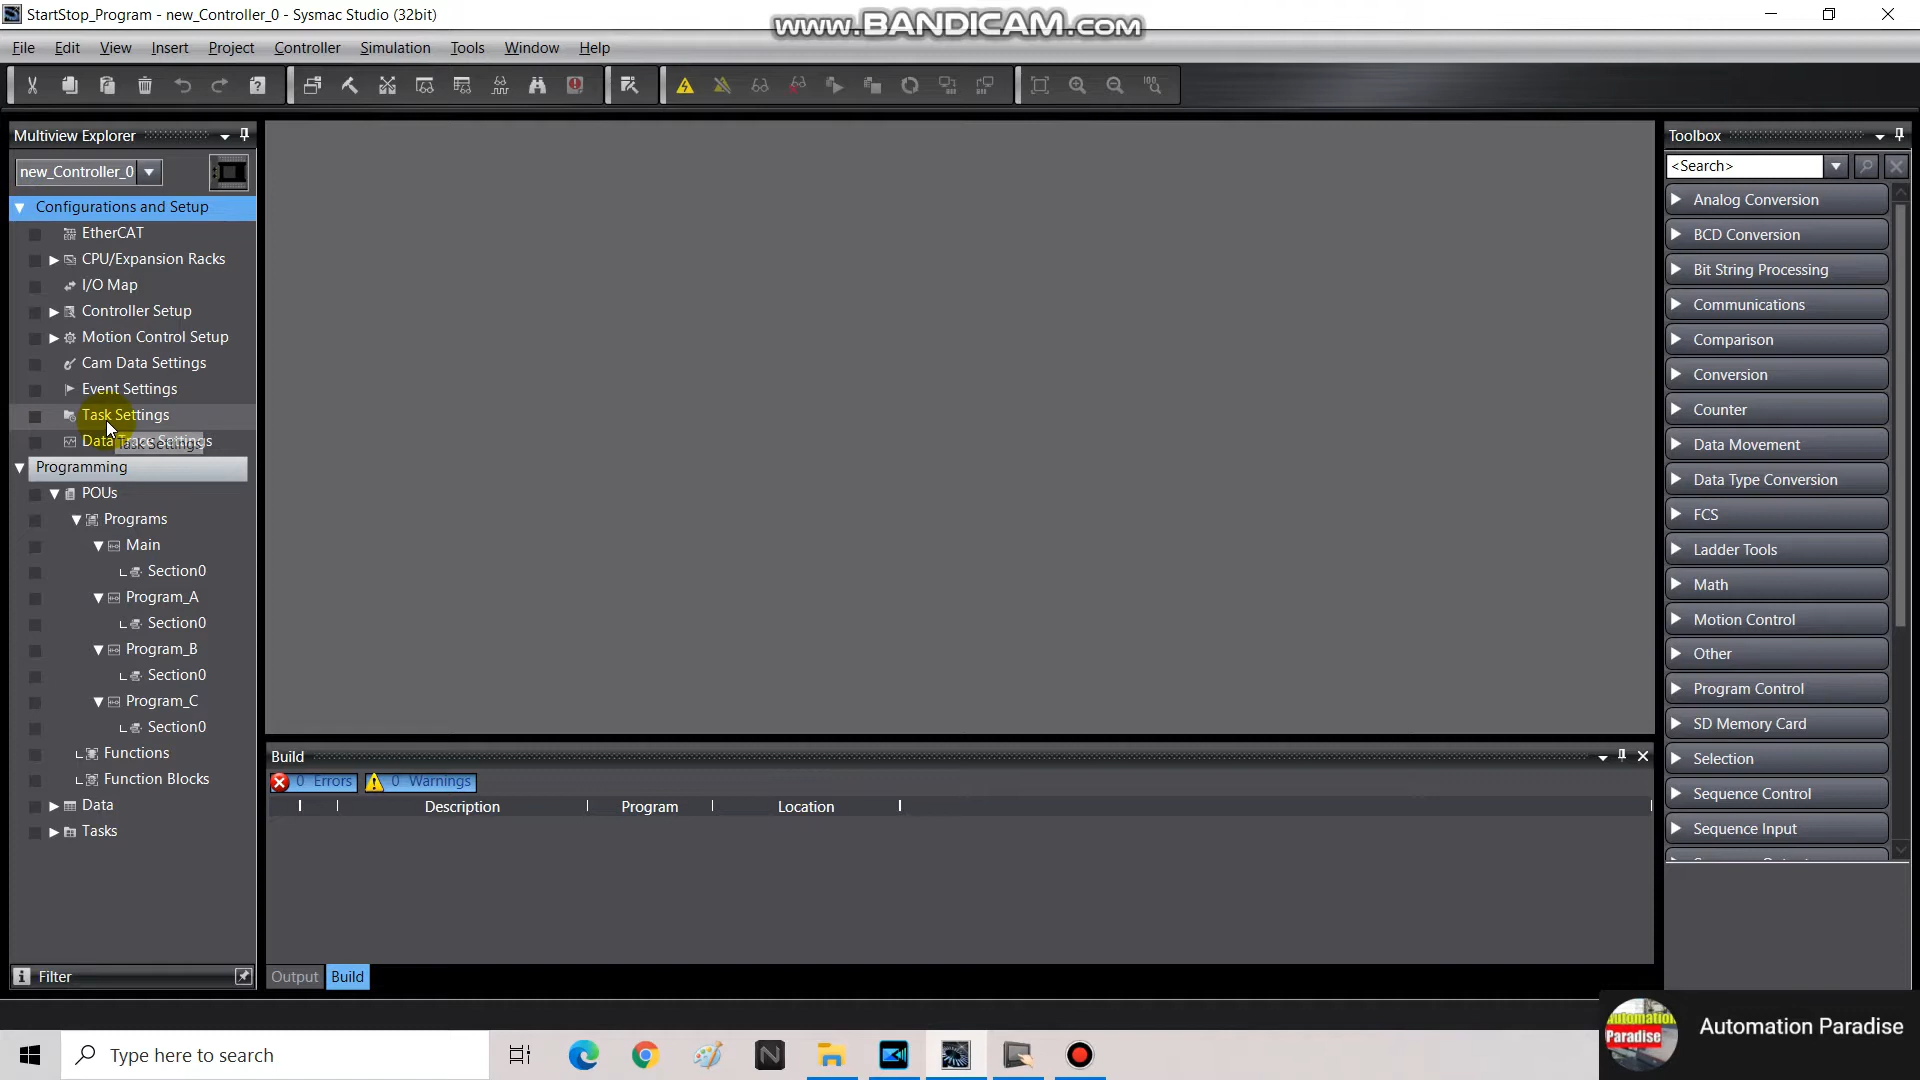 StartStop_Program - new_Controller_0 - Sysmac Studio (32bit)
www.BANDICAM.com
File Edit View Insert Project Controller Simulation Tools Window Help
Multiview Explorer
new_Controller_0
Configurations and Setup
EtherCAT
CPU/Expansion Racks
I/O Map
Controller Setup
Motion Control Setup
Cam Data Settings
Event Settings
Task Settings
Data Trace Settings
Task Settings
Programming
POUs
Programs
Main
Section0
Program_A
Section0
Program_B
Section0
Program_C
Section0
Functions
Function Blocks
Data
Tasks
Filter
Build
0 Errors 0 Warnings
Description Program Location
Output Build
Toolbox
<Search>
Analog Conversion
BCD Conversion
Bit String Processing
Communications
Comparison
Conversion
Counter
Data Movement
Data Type Conversion
FCS
Ladder Tools
Math
Motion Control
Other
Program Control
SD Memory Card
Selection
Sequence Control
Sequence Input
Type here to search
Automation
Paradise
Automation Paradise